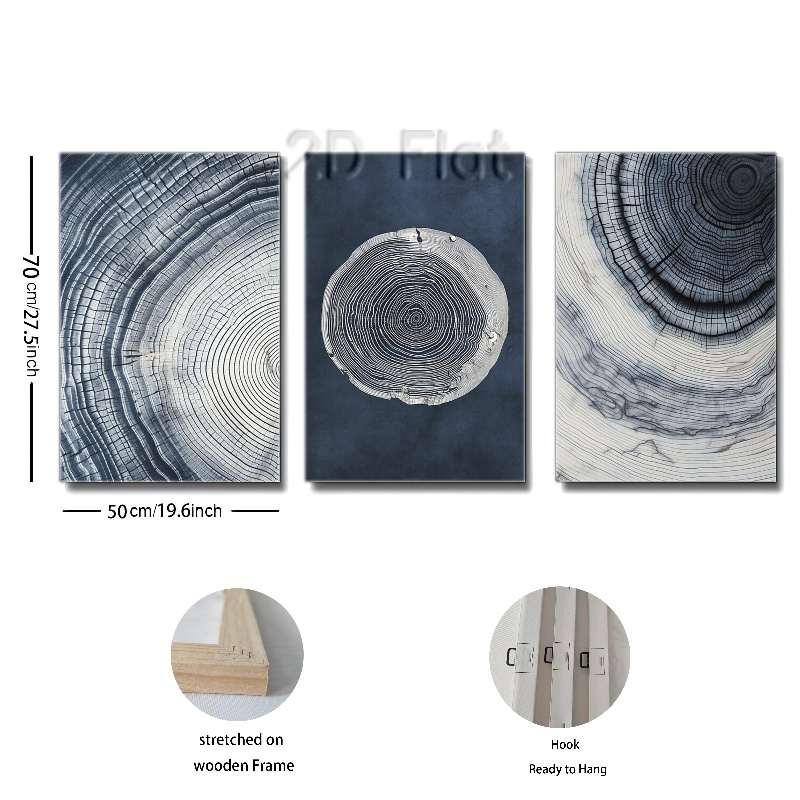 2D Flat
70cm/27.5inch
50cm/19.6inch
stretched on
wooden Frame
Hook
Ready to Hang